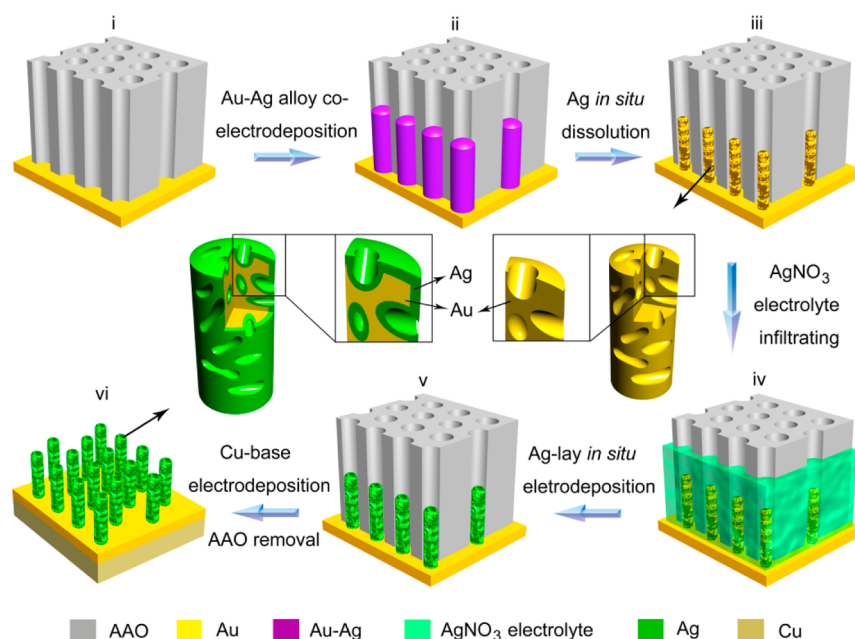 i
ii
iii
Au-Ag alloy co-
electrodeposition
Ag in situ
dissolution
Ag
Au
AgNO₃
electrolyte
infiltrating
vi
v
iv
Cu-base
electrodeposition
AAO removal
Ag-lay in situ
eletrodeposition
AAO
Au
Au-Ag
AgNO₃ electrolyte
Ag
Cu